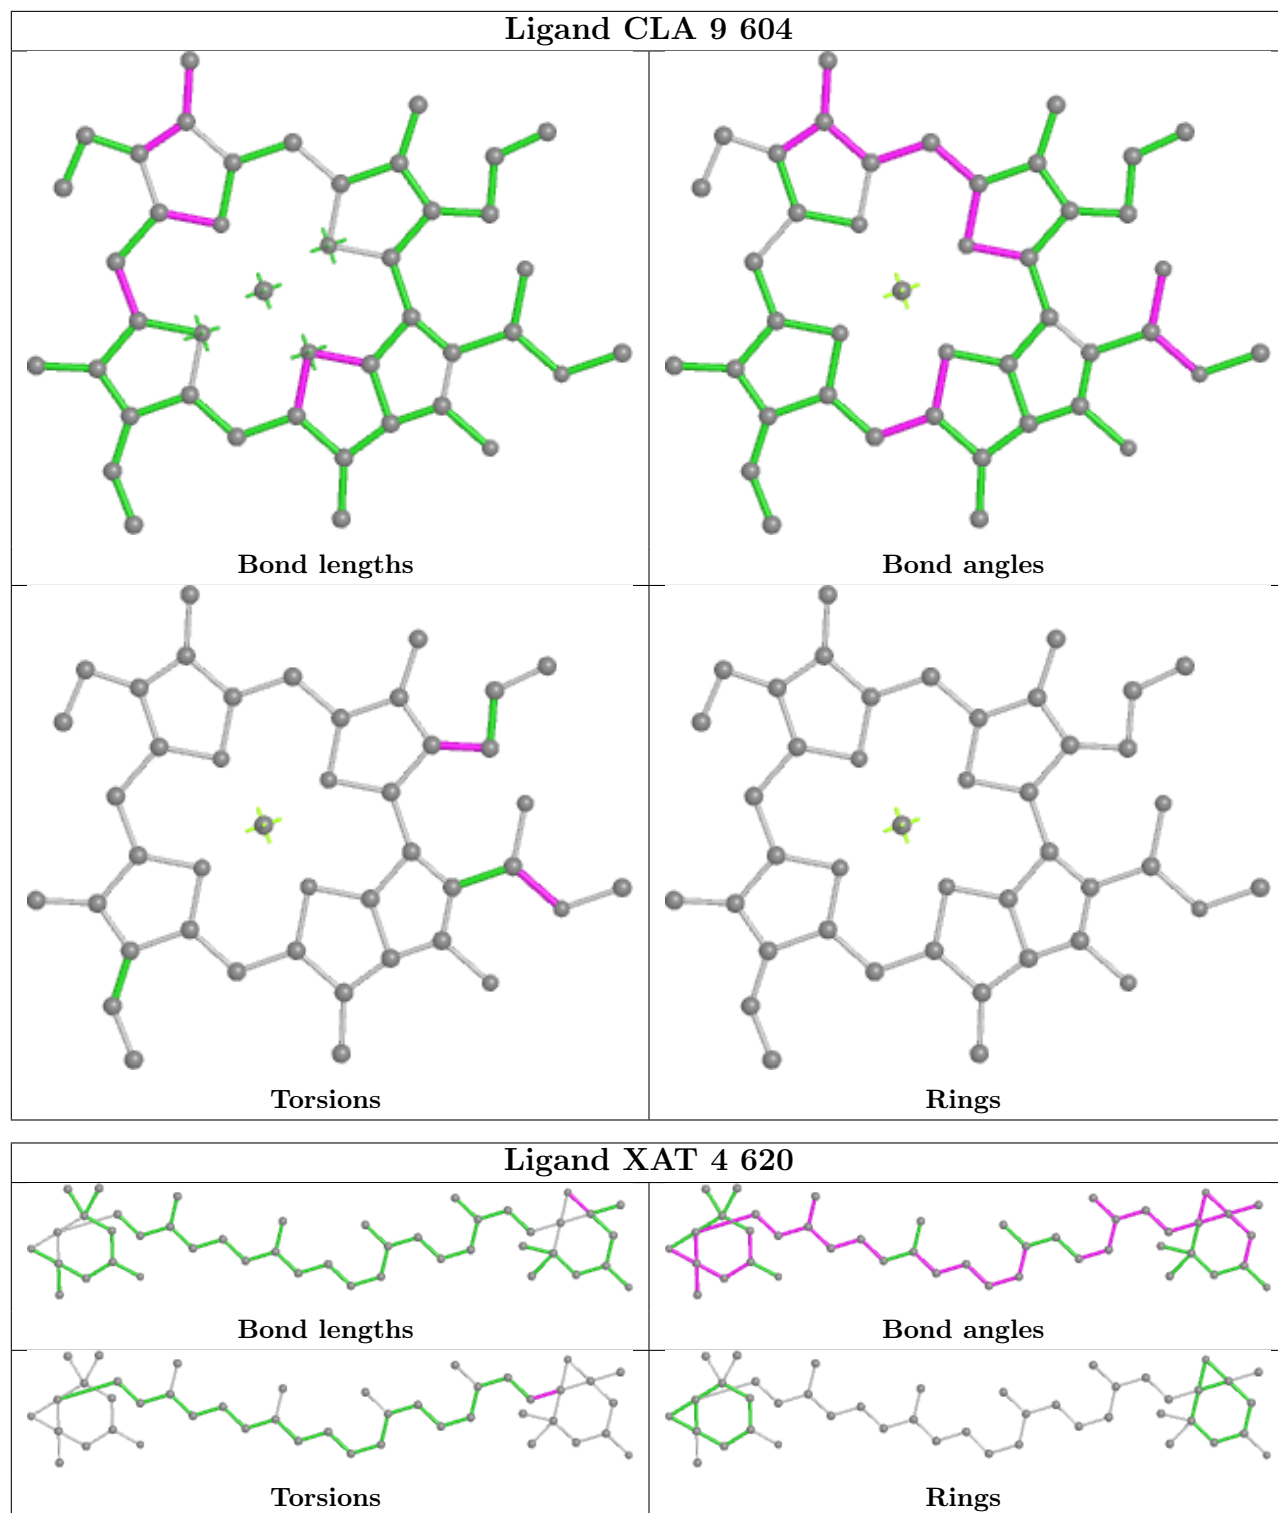 Ligand CLA 9 604
Bond lengths
Bond angles
Torsions
Rings
Ligand XAT 4 620
Bond lengths
Bond angles
Torsions
Rings